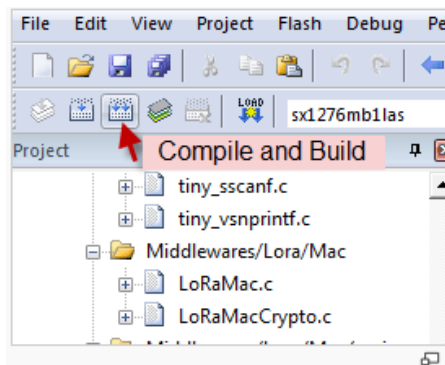 File Edit View Project Flash Debug Pe
LOAD sx1276mb1las
Project Compile and Build
tiny_sscanf.c
tiny_vsnprintf.c
Middlewares/Lora/Mac
LoRaMac.c
LoRaMacCrypto.c